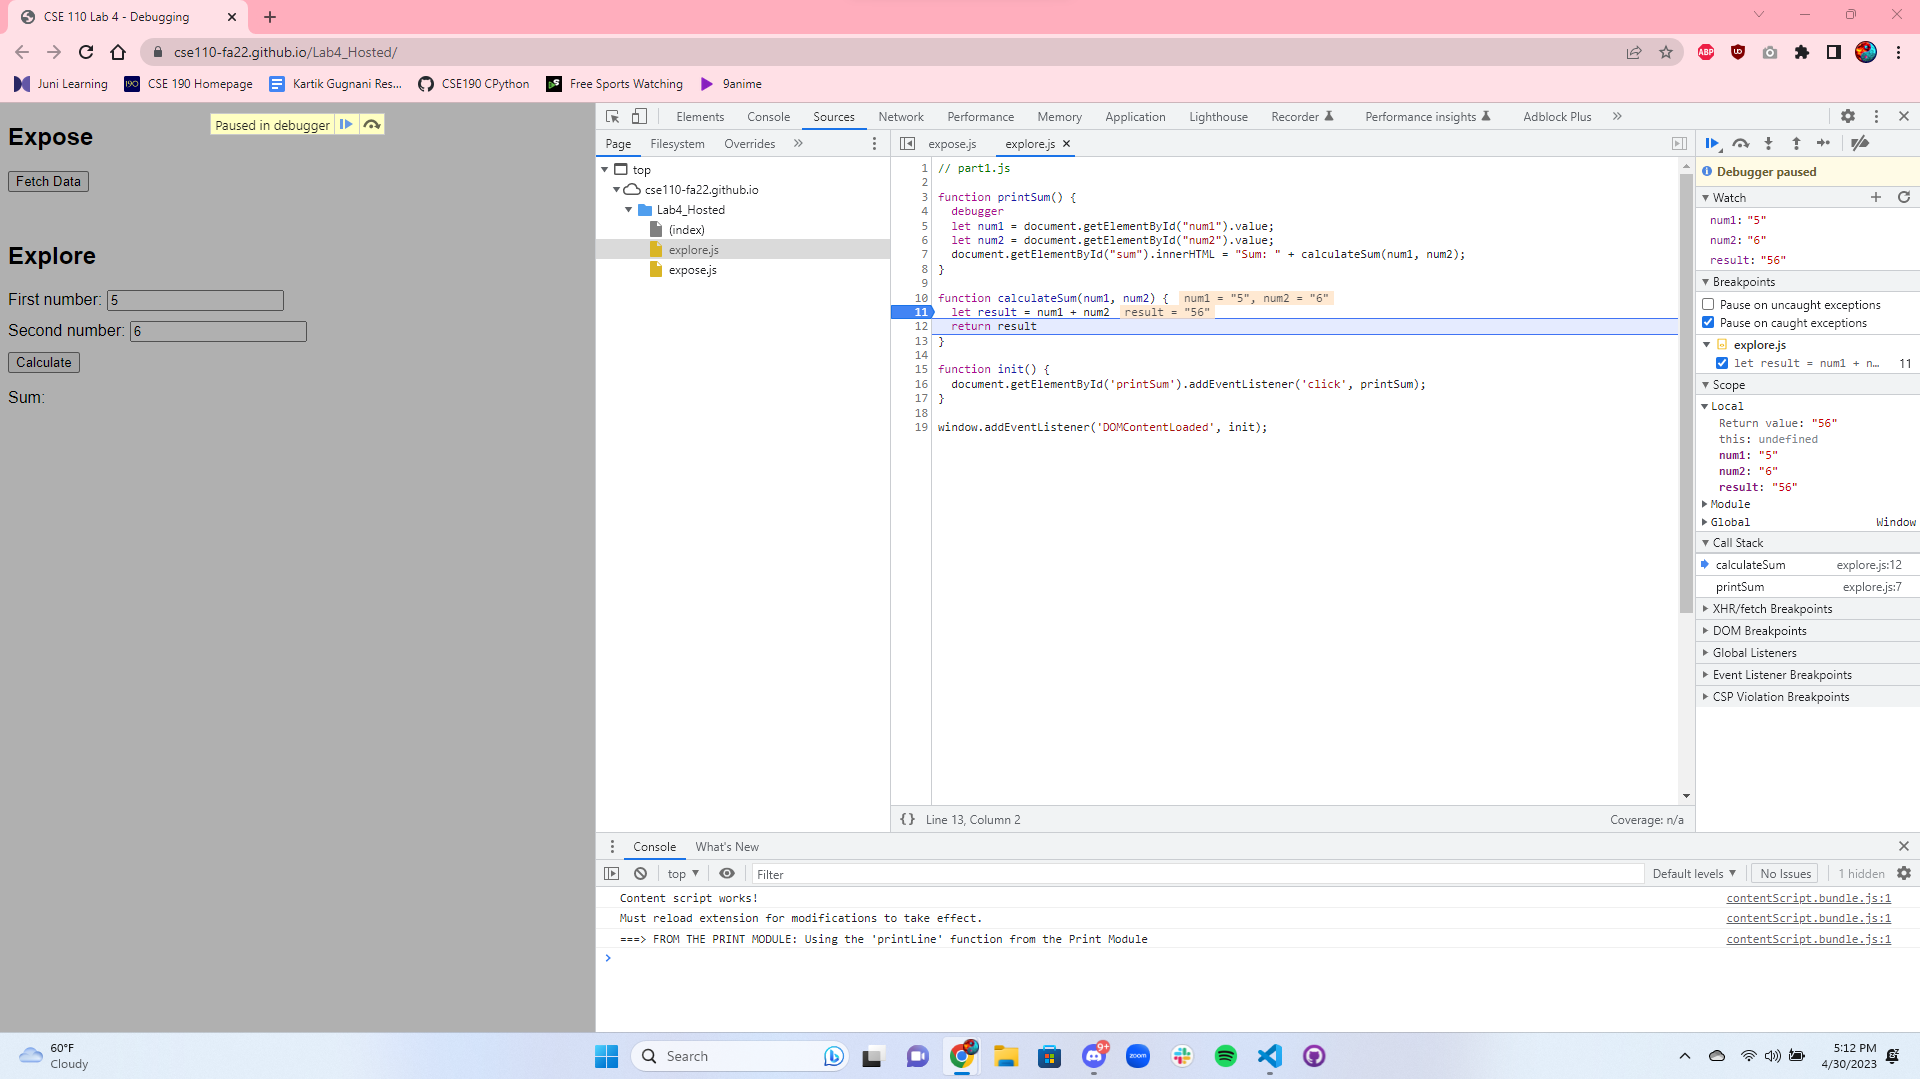 CSE 110 Lab 4 - Debugging
cse110-fa22.github.io/Lab4_Hosted/
ABP
Juni Learning
190 CSE 190 Homepage
Kartik Gugnani Res...
CSE190 CPython
Free Sports Watching
9anime
Expose
Paused in debugger
Fetch Data
Explore
First number: 5
Second number: 6
Calculate
Sum:
Elements Console Sources Network Performance Memory Application Lighthouse Recorder Performance insights Adblock Plus »
Page Filesystem Overrides »
top
cse110-fa22.github.io
Lab4_Hosted
(index)
explore.js
expose.js
expose.js explore.js
1 // part1.js
2
3 function printSum() {
4 debugger
5 let num1 = document.getElementById("num1").value;
6 let num2 = document.getElementById("num2").value;
7 document.getElementById("sum").innerHTML = "Sum: " + calculateSum(num1, num2);
8 }
9
10 function calculateSum(num1, num2) { num1 = "5", num2 = "6"
11 let result = num1 + num2 result = "56"
12 return result
13 }
14
15 function init() {
16 document.getElementById('printSum').addEventListener('click', printSum);
17 }
18
19 window.addEventListener('DOMContentLoaded', init);
{} Line 13, Column 2
Coverage: n/a
Debugger paused
Watch
num1: "5"
num2: "6"
result: "56"
Breakpoints
Pause on uncaught exceptions
Pause on caught exceptions
explore.js
let result = num1 + n… 11
Scope
Local
Return value: "56"
this: undefined
num1: "5"
num2: "6"
result: "56"
Module
Global Window
Call Stack
calculateSum explore.js:12
printSum explore.js:7
XHR/fetch Breakpoints
DOM Breakpoints
Global Listeners
Event Listener Breakpoints
CSP Violation Breakpoints
Console What's New
top Filter Default levels No Issues 1 hidden
Content script works! contentScript.bundle.js:1
Must reload extension for modifications to take effect. contentScript.bundle.js:1
===> FROM THE PRINT MODULE: Using the 'printLine' function from the Print Module contentScript.bundle.js:1
60°F
Cloudy
Search
9+
zoom
5:12 PM
4/30/2023